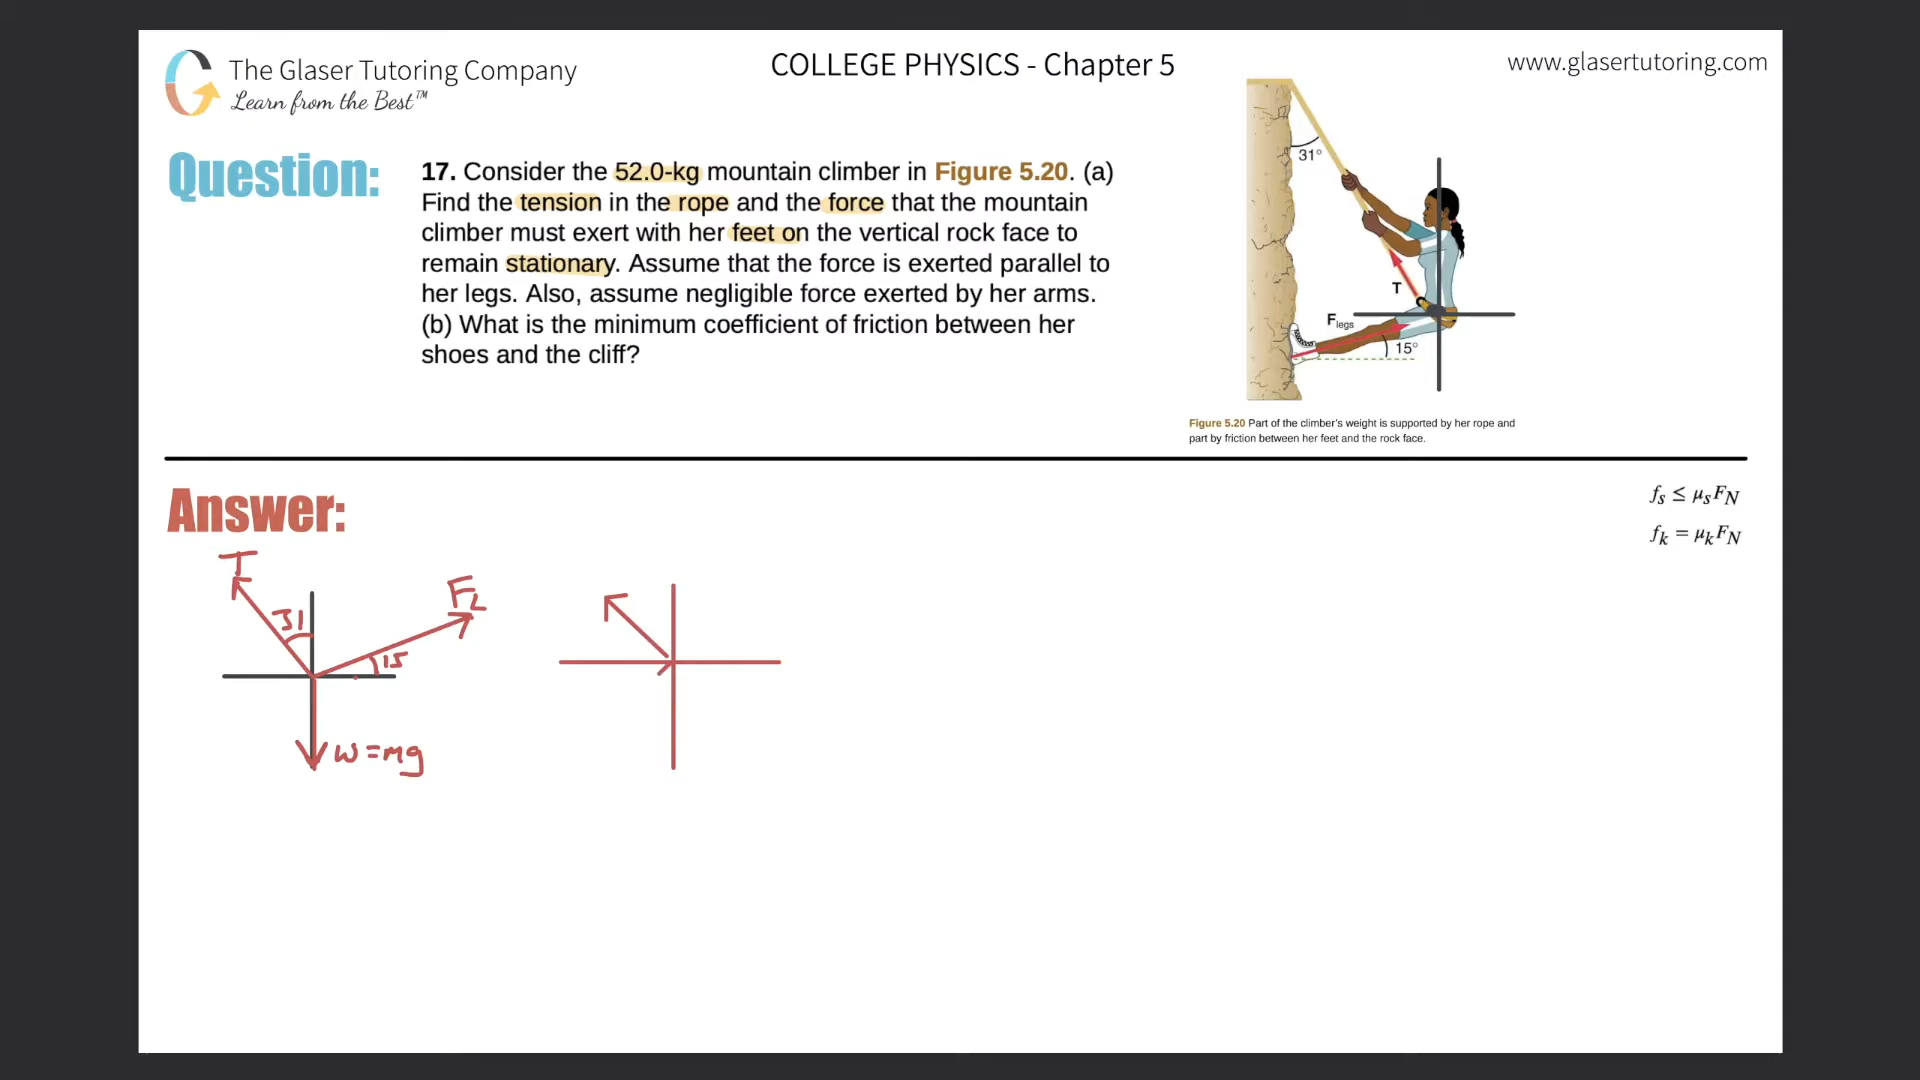 The Glaser Tutoring Company
Learn from the Best™
COLLEGE PHYSICS - Chapter 5
www.glasertutoring.com
Question:
17. Consider the 52.0-kg mountain climber in Figure 5.20. (a)
Find the tension in the rope and the force that the mountain
climber must exert with her feet on the vertical rock face to
remain stationary. Assume that the force is exerted parallel to
her legs. Also, assume negligible force exerted by her arms.
(b) What is the minimum coefficient of friction between her
shoes and the cliff?
31°
T
F legs
15°
Figure 5.20 Part of the climber's weight is supported by her rope and
part by friction between her feet and the rock face.
Answer:
fs ≤ μsFN
fk = μkFN
T
31
FL
15
w=mg